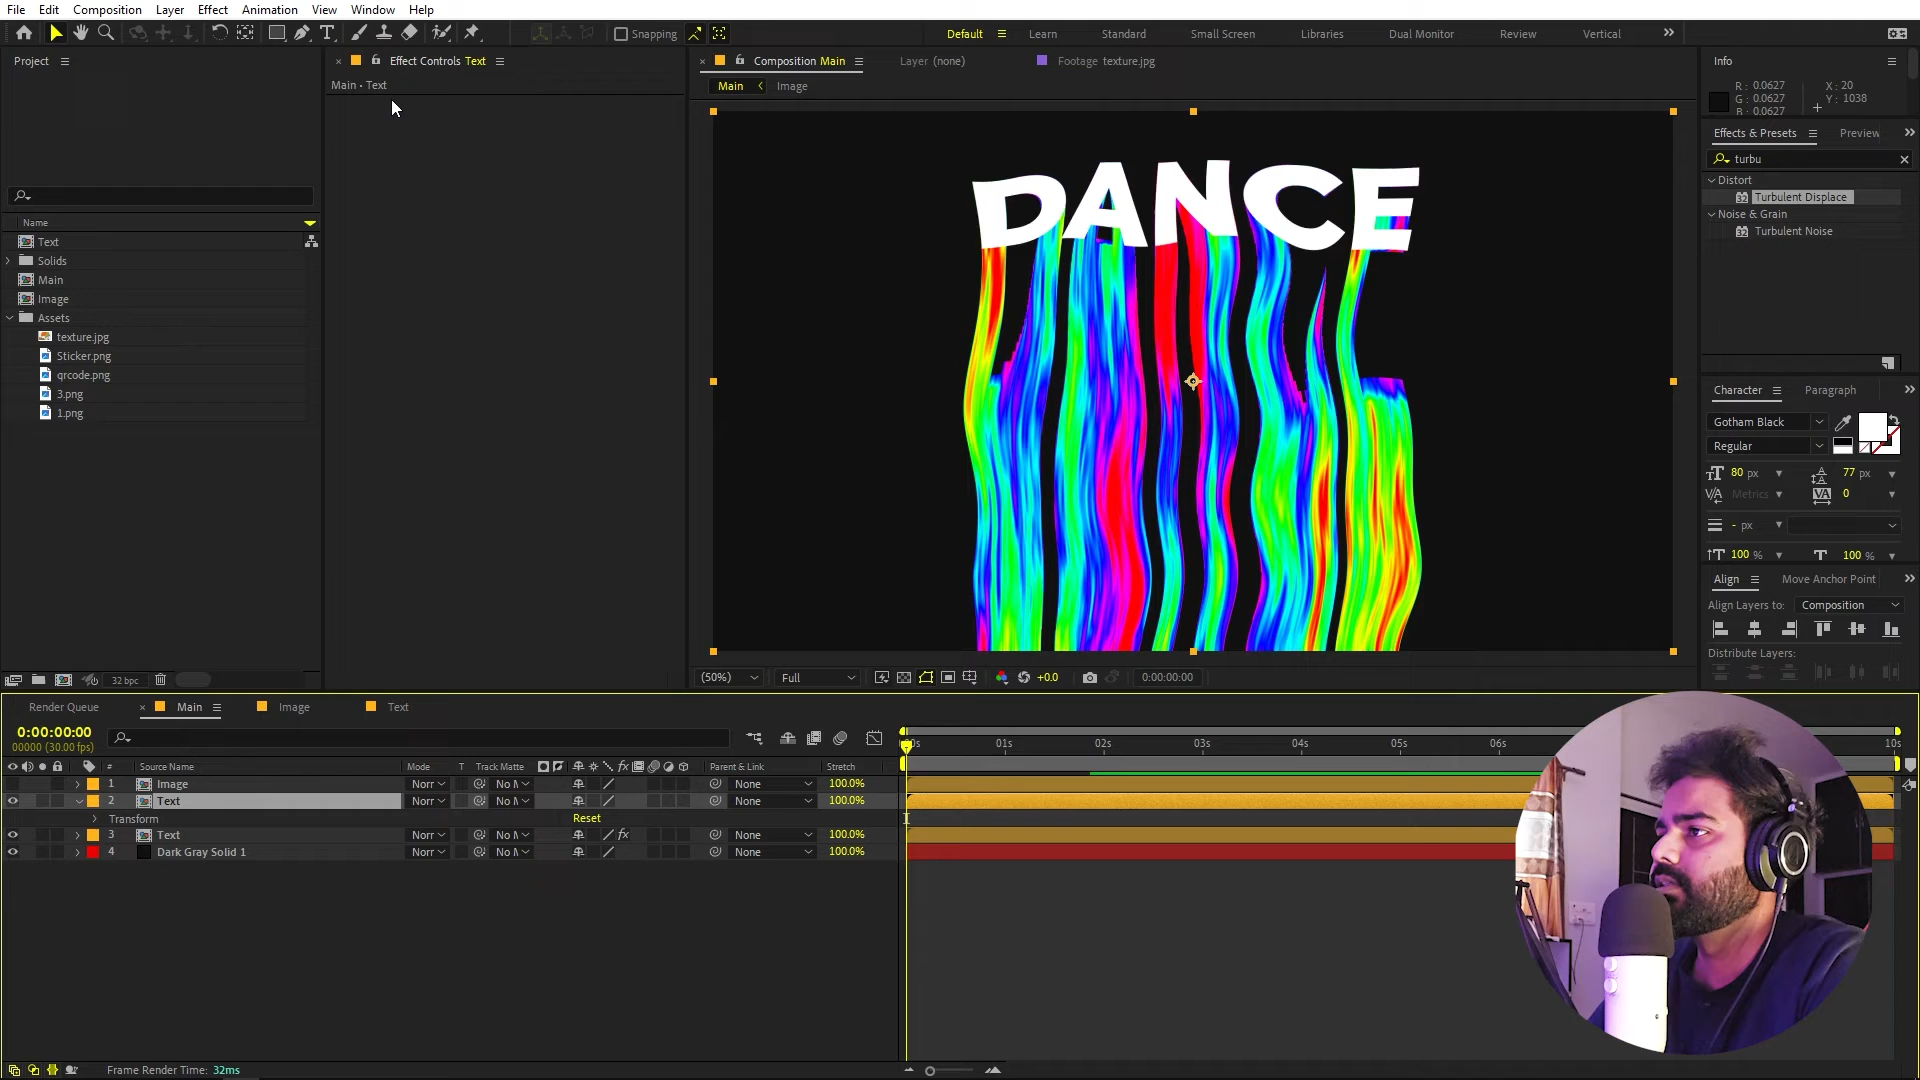 File Edit Composition Layer Effect Animation View Window Help
Snapping
Default Learn Standard Small Screen Libraries Dual Monitor Review Vertical
Project
Effect Controls Text
Main • Text
Composition Main
Layer (none)
Footage texture.jpg
Main Image
Name
Text
Solids
Main
Image
Assets
texture.jpg
Sticker.png
qrcode.png
3.png
1.png
32 bpc
DANCE
(50%) Full +0.0 0:00:00:00
Info
R : 0.0627
G : 0.0627
B : 0.0627
X : 20
Y : 1038
Effects & Presets Preview
turbu
Distort
32 Turbulent Displace
Noise & Grain
32 Turbulent Noise
Character Paragraph
Gotham Black
Regular
80 px 77 px
Metrics 0
- px
100 % 100 %
Align Move Anchor Point
Align Layers to: Composition
Distribute Layers:
Render Queue Main Image Text
0:00:00:00
00000 (30.00 fps)
01s 02s 03s 04s 05s 06s 10s
# Source Name Mode T Track Matte fx Parent & Link Stretch
1 Image Norr No M None 100.0%
2 Text Norr No M None 100.0%
Transform Reset
3 Text Norr No M fx None 100.0%
4 Dark Gray Solid 1 Norr No M None 100.0%
Frame Render Time: 32ms